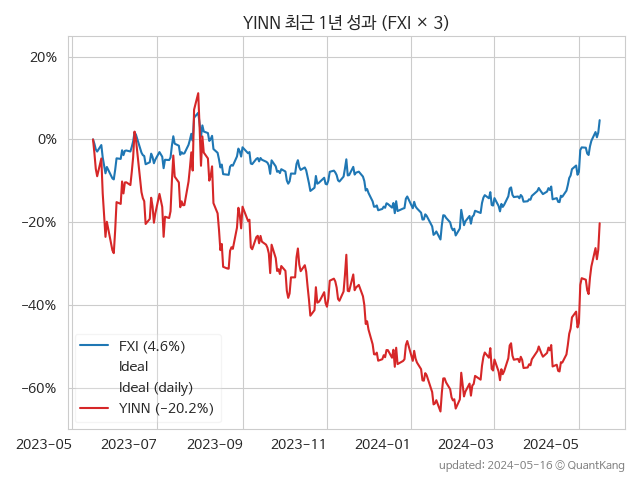 YINN 최근 1년 성과 (FXI × 3)
20%
0%
−20%
−40%
−60%
FXI (4.6%)
Ideal
Ideal (daily)
YINN (−20.2%)
2023−05
2023−07
2023−09
2023−11
2024−01
2024−03
2024−05
updated: 2024−05−16 © QuantKang